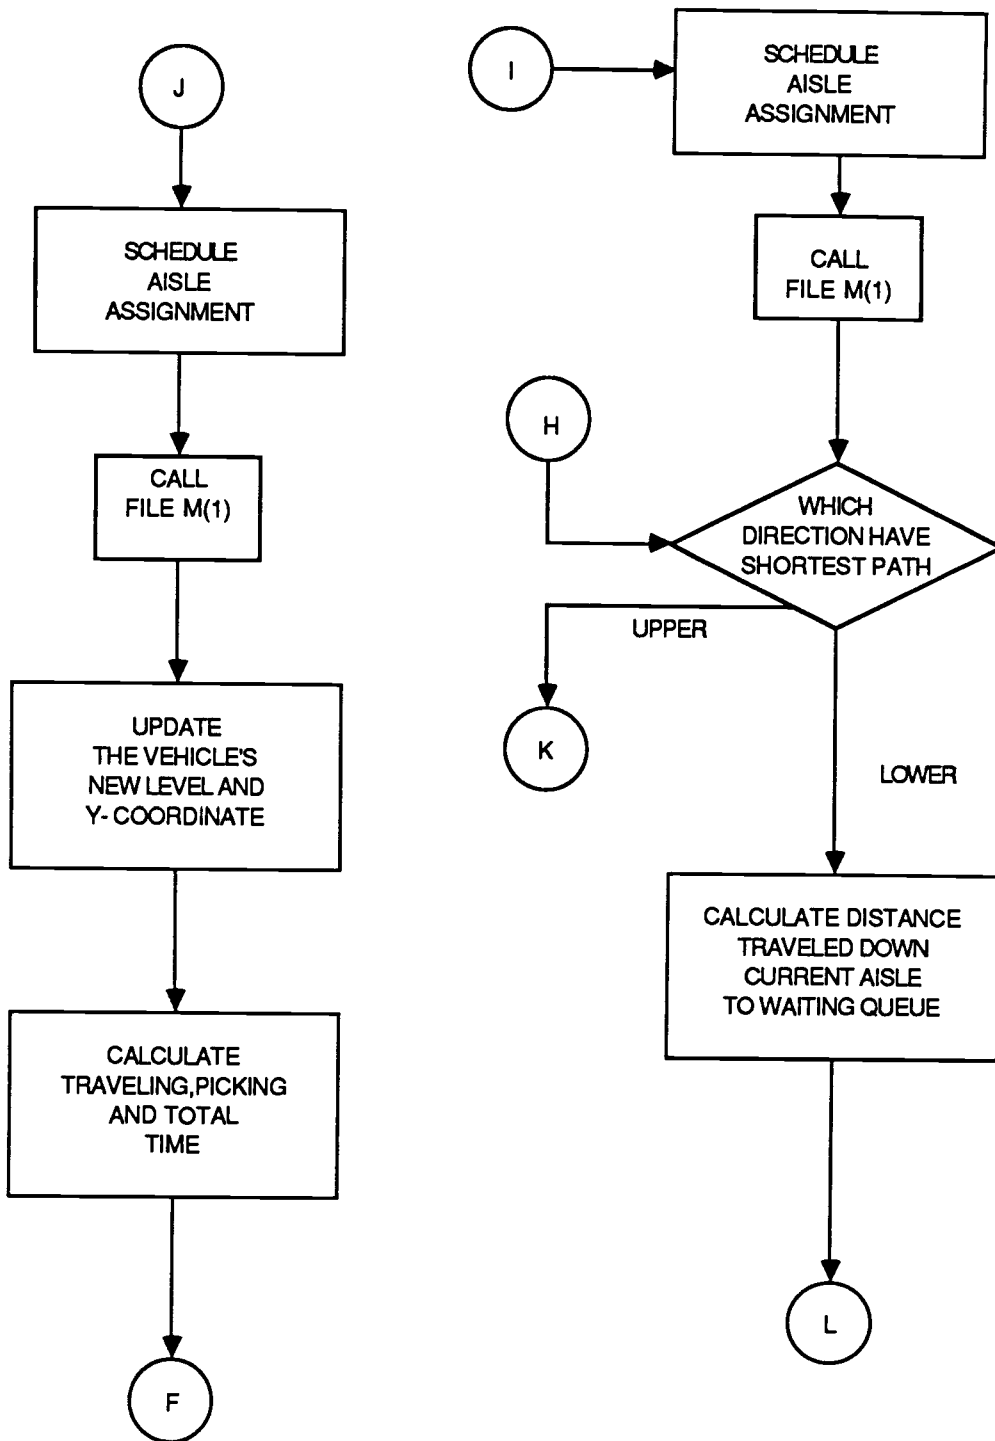 J
SCHEDULE
AISLE
ASSIGNMENT
CALL
FILE M(1)
UPDATE
THE VEHICLE'S
NEW LEVEL AND
Y- COORDINATE
CALCULATE
TRAVELING,PICKING
AND TOTAL
TIME
F
I
SCHEDULE
AISLE
ASSIGNMENT
CALL
FILE M(1)
H
WHICH
DIRECTION HAVE
SHORTEST PATH
UPPER
K
LOWER
CALCULATE DISTANCE
TRAVELED DOWN
CURRENT AISLE
TO WAITING QUEUE
L